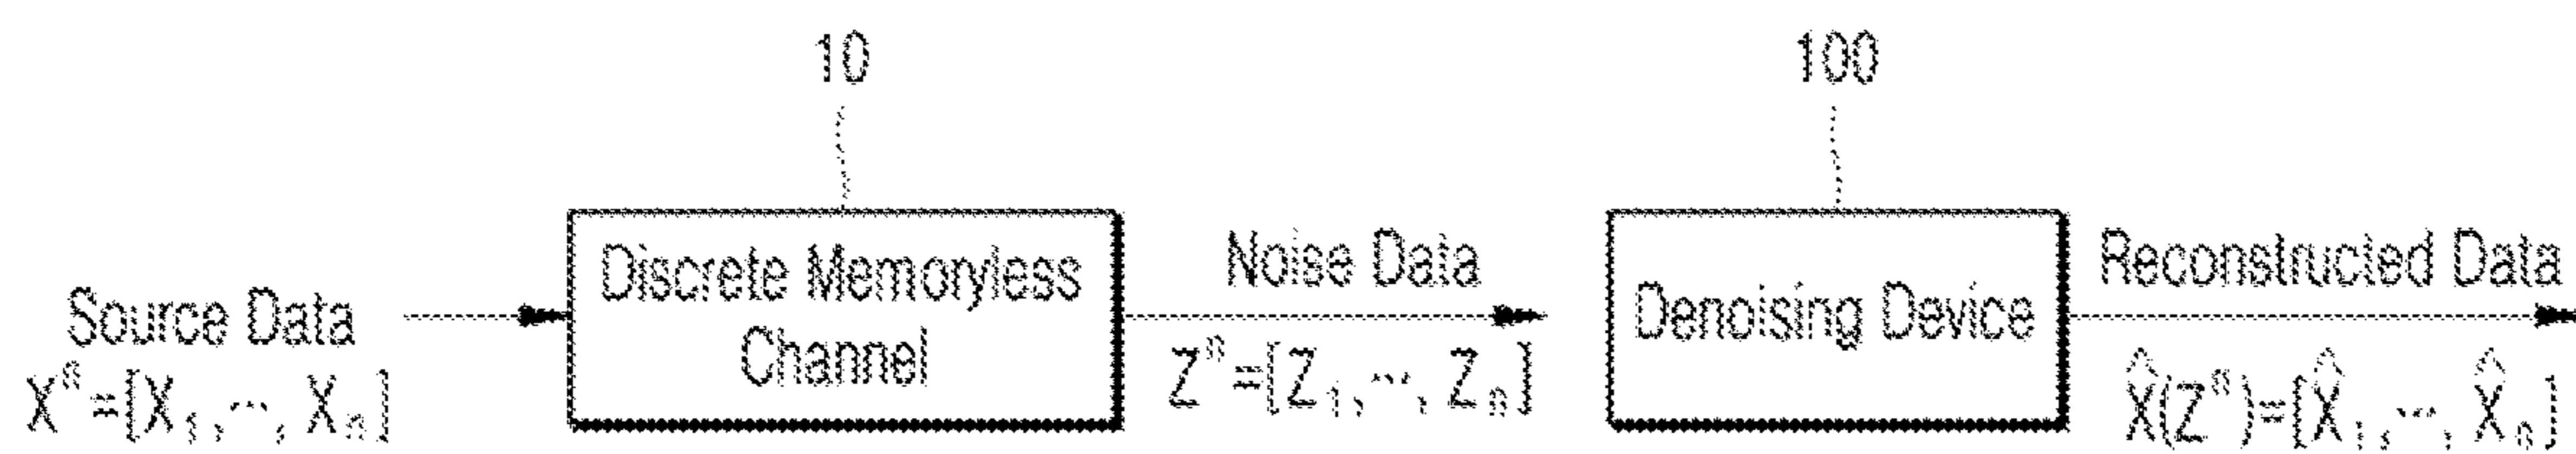 10
100
Source Data
X^n=[X_1,···, X_n]
Discrete Memoryless
Channel
Noise Data
Z^n=[Z_1,···, Z_n]
Denoising Device
Reconstructed Data
X̂(Z^n)=[X̂_1,···, X̂_n]